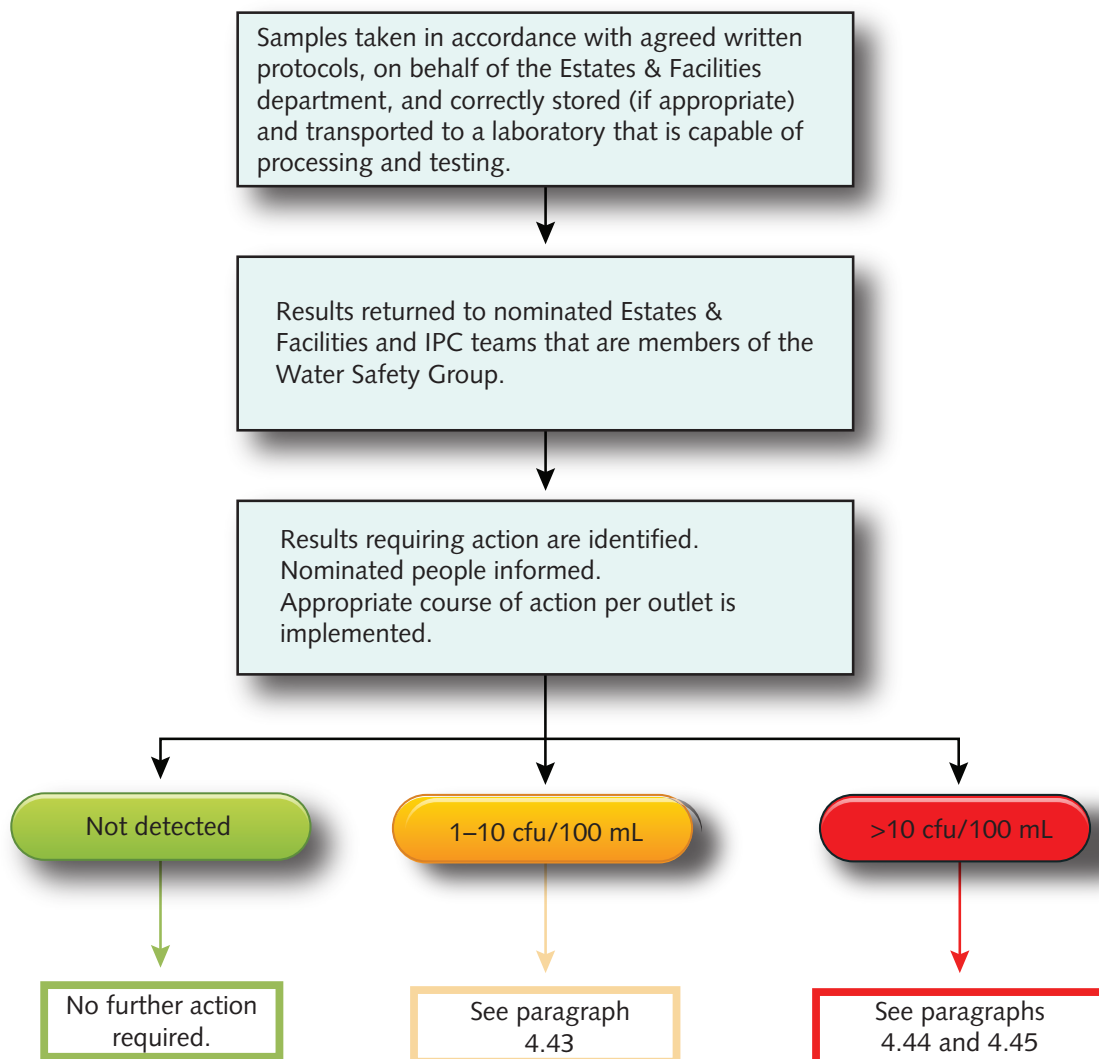 Samples taken in accordance with agreed written
protocols, on behalf of the Estates & Facilities
department, and correctly stored (if appropriate)
and transported to a laboratory that is capable of
processing and testing.
Results returned to nominated Estates &
Facilities and IPC teams that are members of the
Water Safety Group.
Results requiring action are identified.
Nominated people informed.
Appropriate course of action per outlet is
implemented.
Not detected
1–10 cfu/100 mL
>10 cfu/100 mL
No further action
required.
See paragraph
4.43
See paragraphs
4.44 and 4.45